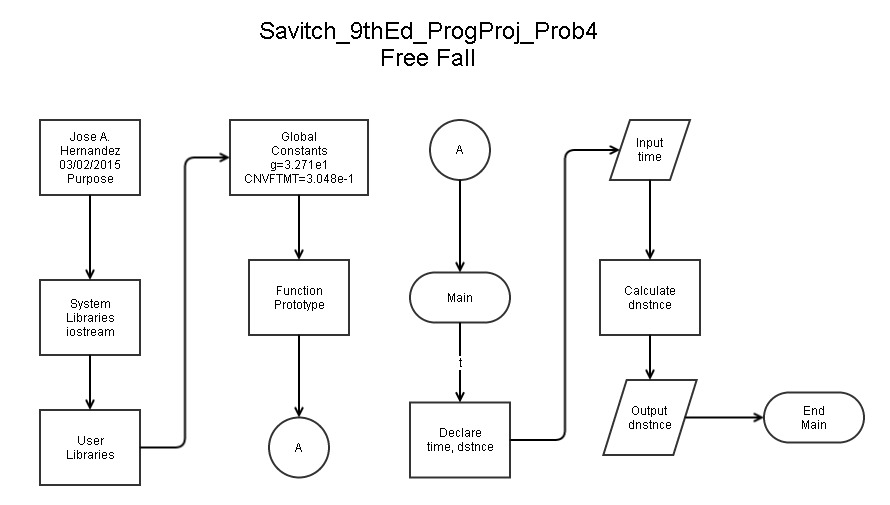 Savitch_9thEd_ProgProj_Prob4
Free Fall
Jose A.
Hernandez
03/02/2015
Purpose
System
Libraries
iostream
User
Libraries
Global
Constants
g=3.271e1
CNVFTMT=3.048e-1
Function
Prototype
A
A
Main
t
Declare
time, dstnce
Input
time
Calculate
dnstnce
Output
dnstnce
End
Main